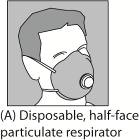 (A) Disposable, half-face
particulate respirator